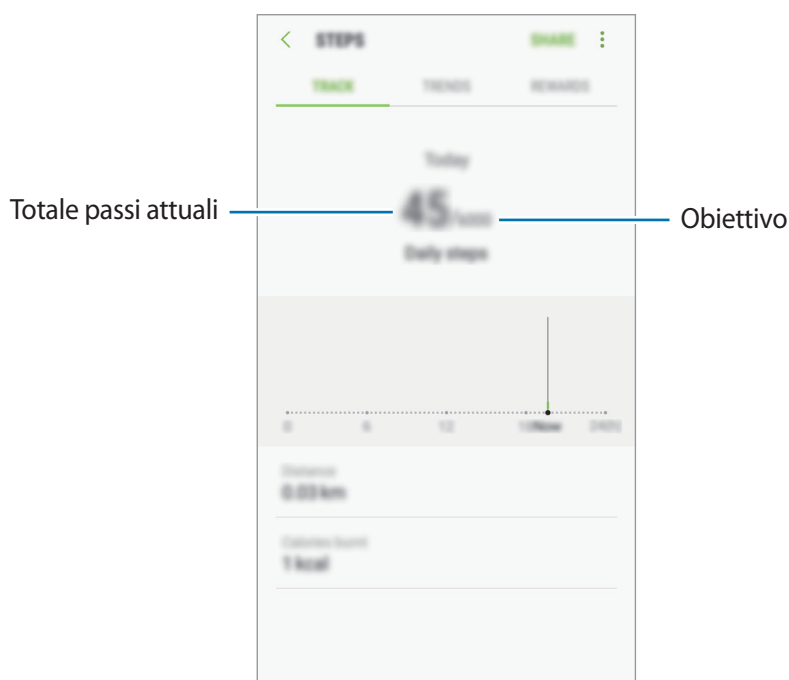 STEPS SHARE
TRACK TRENDS REWARDS
Today
Totale passi attuali 45 Obiettivo
Daily steps
0 6 12 18 Now
Distance
0.03 km
Calories burnt
1 kcal